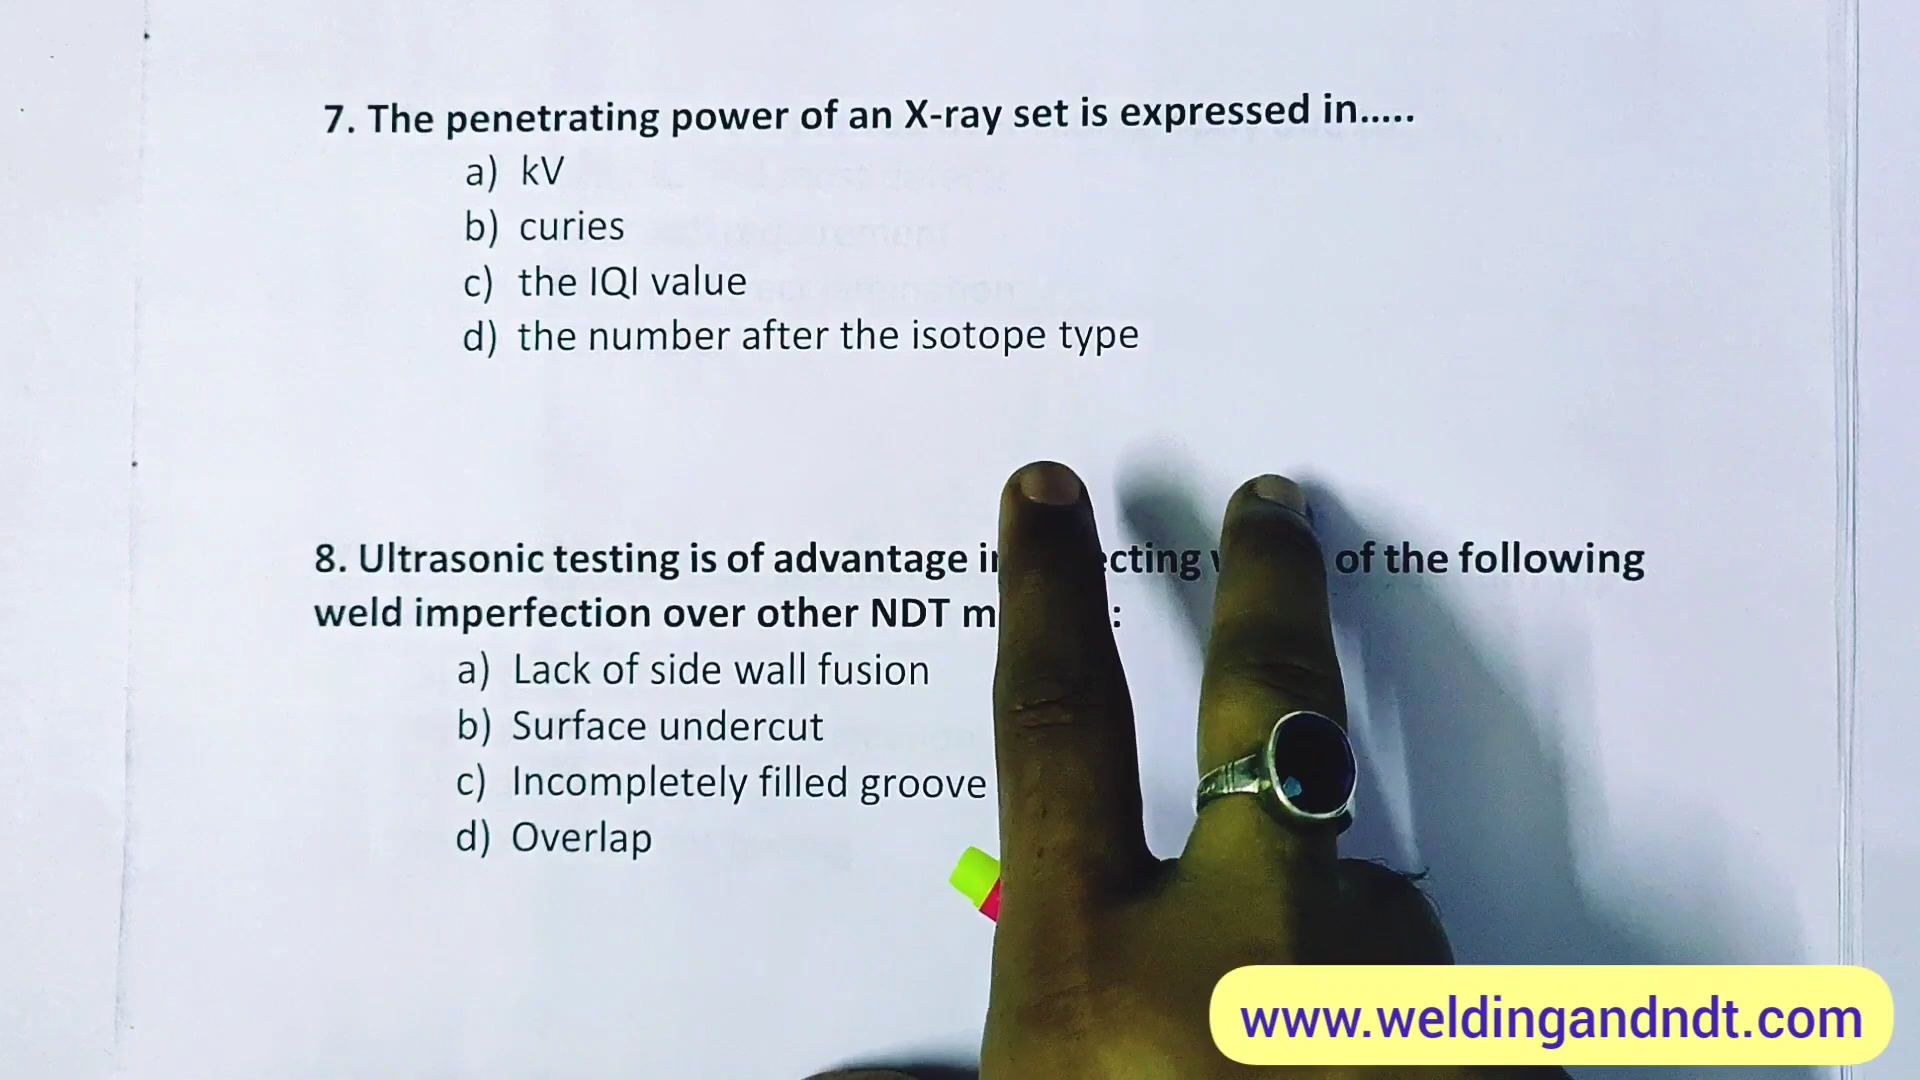 7. The penetrating power of an X-ray set is expressed in.....
a) kV
b) curies
c) the IQI value
d) the number after the isotope type
8. Ultrasonic testing is of advantage in of the following
weld imperfection over other NDT :
a) Lack of side wall fusion
b) Surface undercut
c) Incompletely filled groove
d) Overlap
www.weldingandndt.com